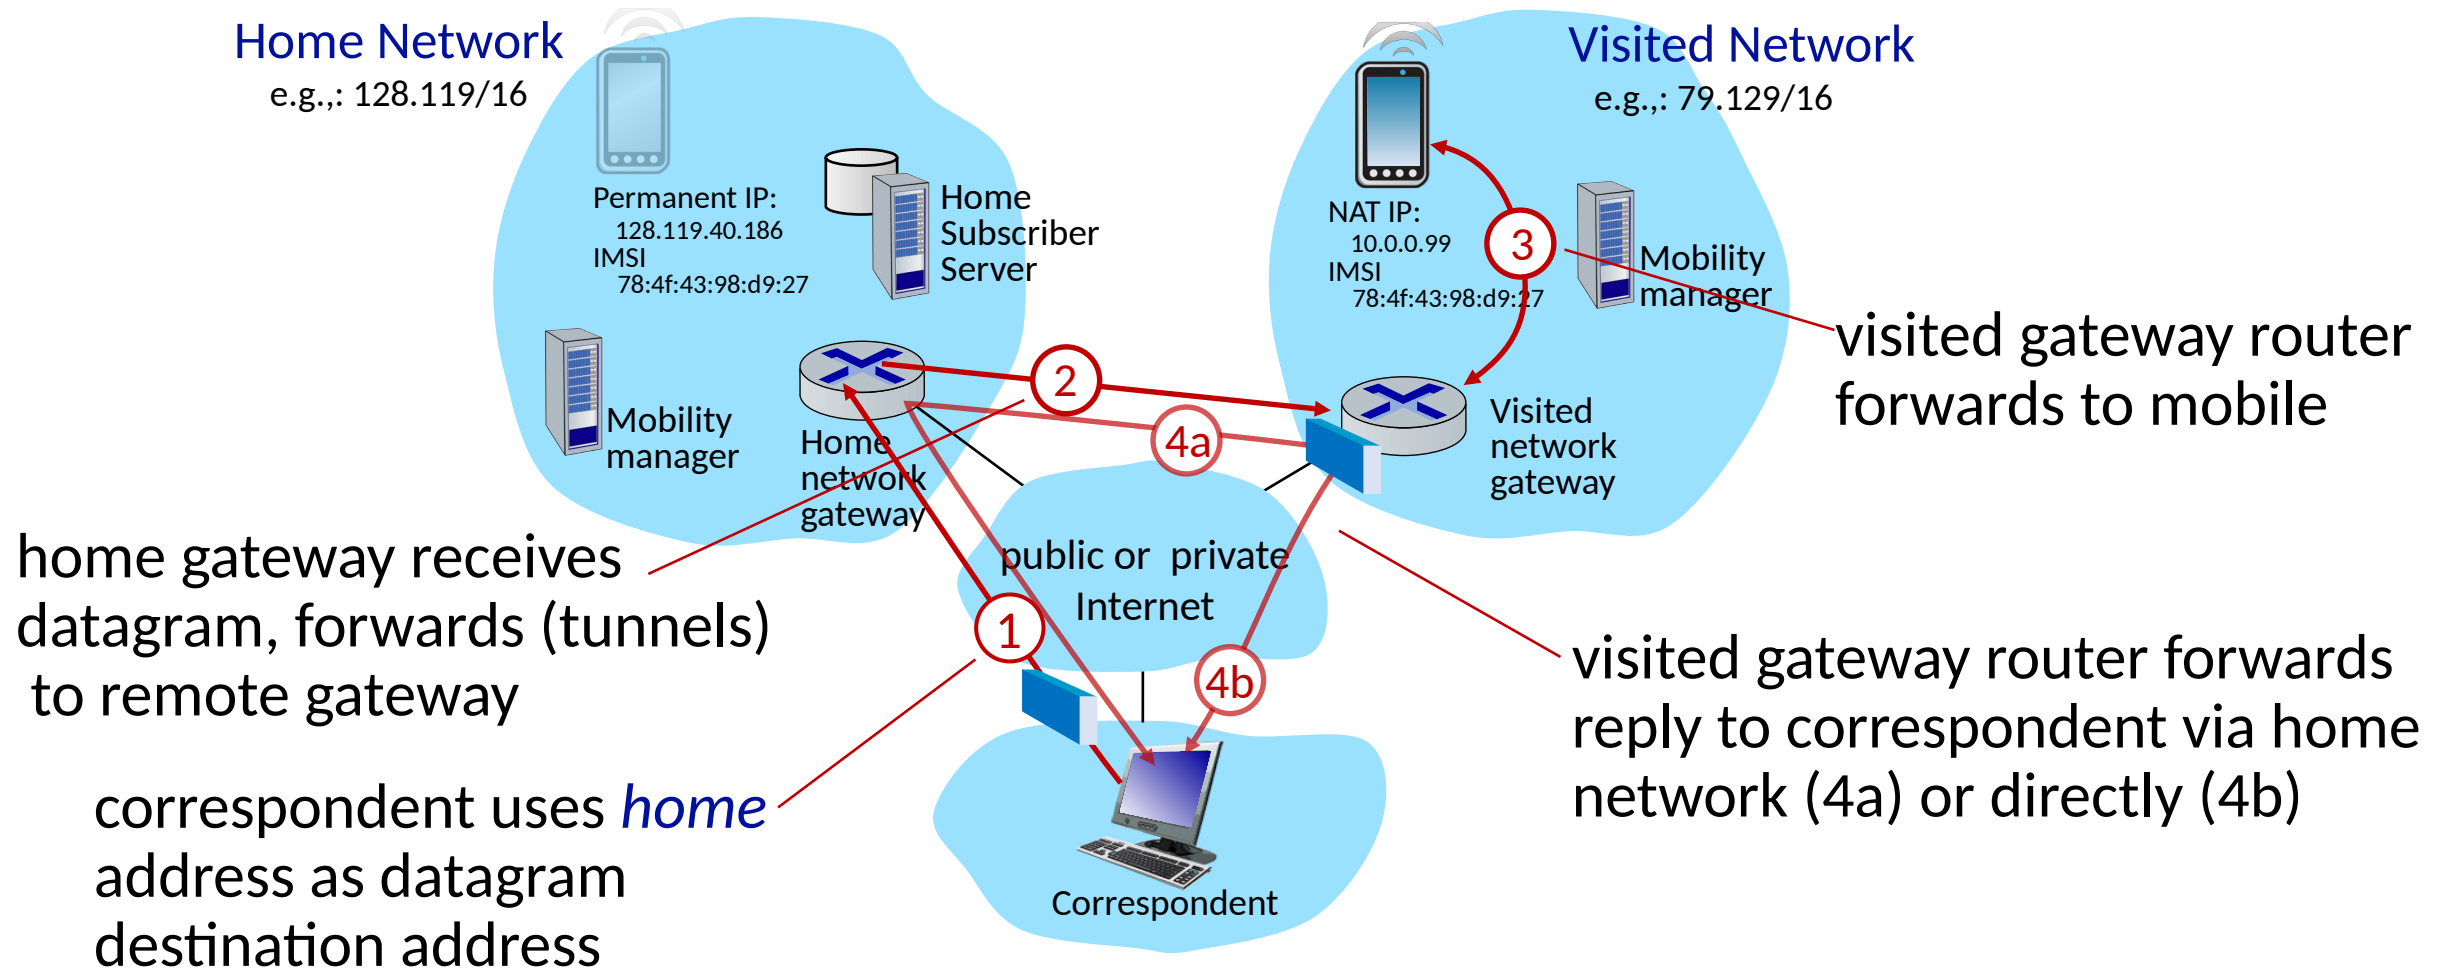 Home Network
e.g.,: 128.119/16
Visited Network
e.g.,: 79.129/16
Permanent IP:
128.119.40.186
IMSI
78:4f:43:98:d9:27
Home
Subscriber
Server
NAT IP:
10.0.0.99
IMSI
78:4f:43:98:d9:27
3
Mobility
manager
visited gateway router
forwards to mobile
Mobility
manager
Home
network
gateway
2
4a
Visited
network
gateway
home gateway receives
datagram, forwards (tunnels)
to remote gateway
public or  private
Internet
1
4b
visited gateway router forwards
reply to correspondent via home
network (4a) or directly (4b)
correspondent uses home
address as datagram
destination address
Correspondent